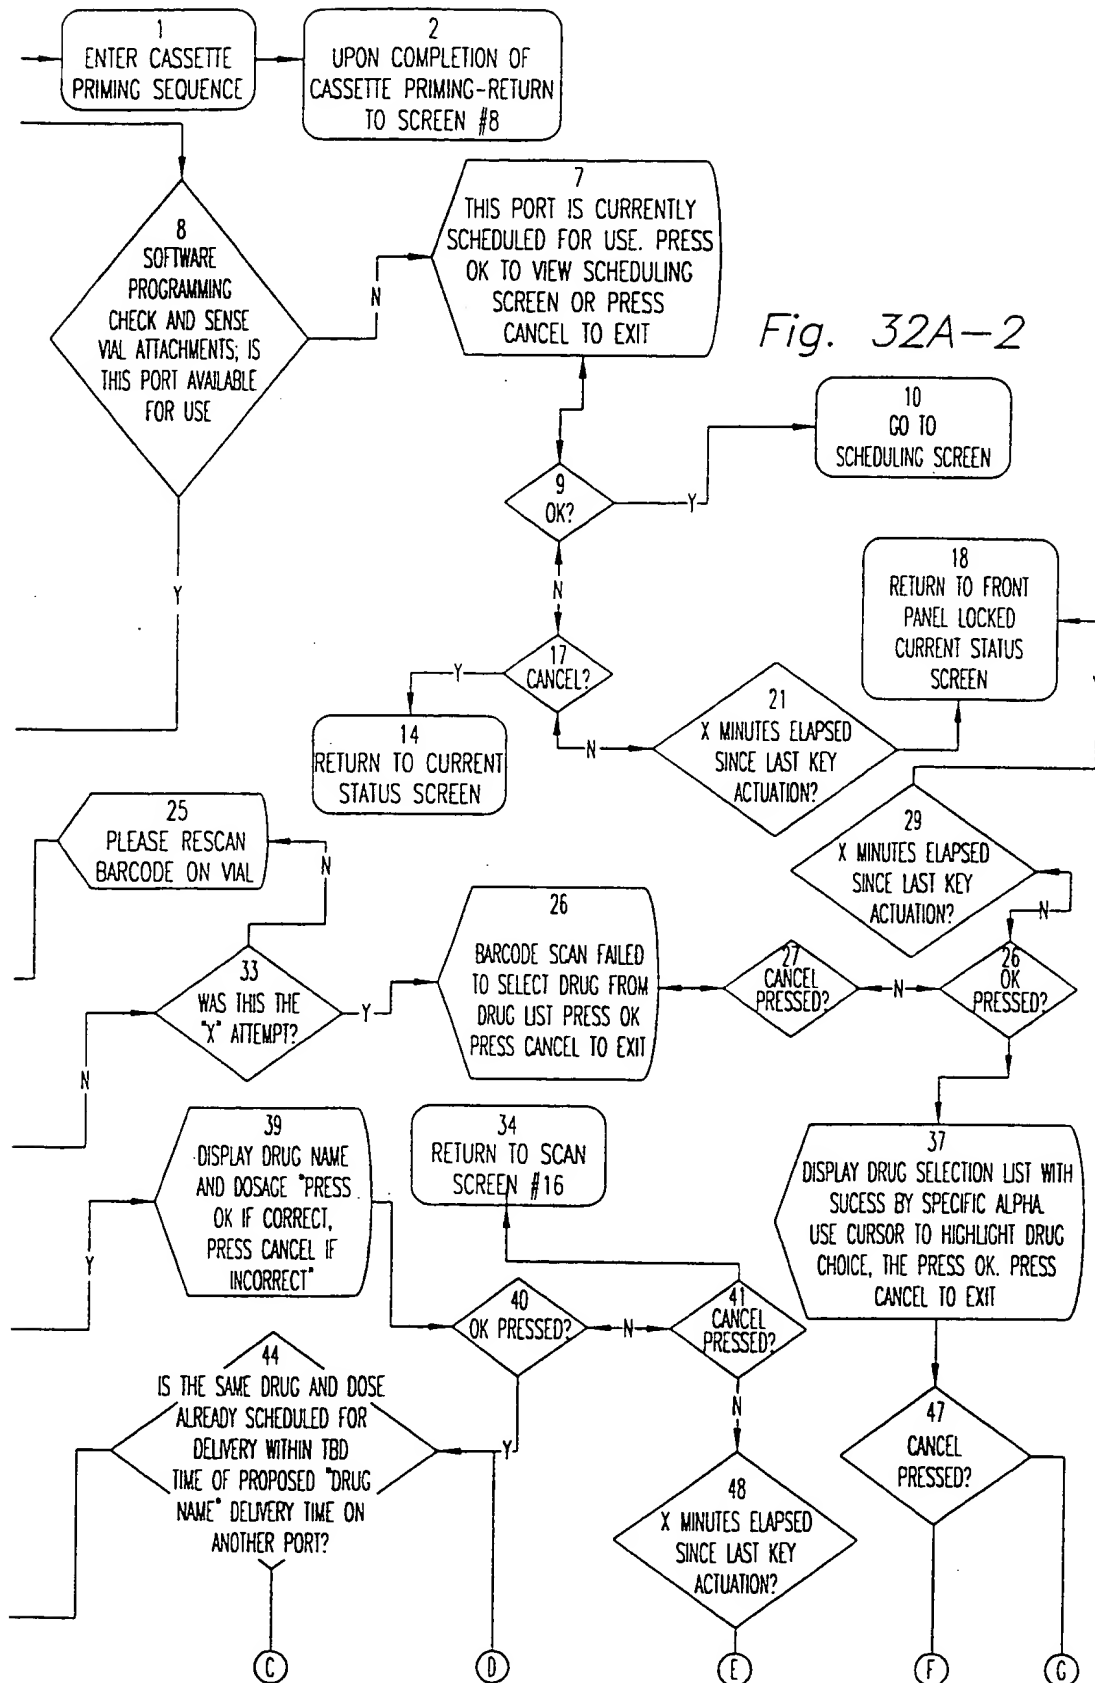 1
ENTER CASSETTE
PRIMING SEQUENCE
2
UPON COMPLETION OF
CASSETTE PRIMING-RETURN
TO SCREEN #8
8
SOFTWARE
PROGRAMMING
CHECK AND SENSE
VIAL ATTACHMENTS; IS
THIS PORT AVAILABLE
FOR USE
N
Y
7
THIS PORT IS CURRENTLY
SCHEDULED FOR USE. PRESS
OK TO VIEW SCHEDULING
SCREEN OR PRESS
CANCEL TO EXIT
Fig. 32A-2
10
GO TO
SCHEDULING SCREEN
9
OK?
Y
N
17
CANCEL?
Y
N
14
RETURN TO CURRENT
STATUS SCREEN
21
X MINUTES ELAPSED
SINCE LAST KEY
ACTUATION?
18
RETURN TO FRONT
PANEL LOCKED
CURRENT STATUS
SCREEN
25
PLEASE RESCAN
BARCODE ON VIAL
N
29
X MINUTES ELAPSED
SINCE LAST KEY
ACTUATION?
N
33
WAS THIS THE
"X" ATTEMPT?
Y
N
26
BARCODE SCAN FAILED
TO SELECT DRUG FROM
DRUG LIST PRESS OK
PRESS CANCEL TO EXIT
27
CANCEL
PRESSED?
N
26
OK
PRESSED?
39
DISPLAY DRUG NAME
AND DOSAGE "PRESS
OK IF CORRECT,
PRESS CANCEL IF
INCORRECT"
Y
34
RETURN TO SCAN
SCREEN #16
37
DISPLAY DRUG SELECTION LIST WITH
SUCESS BY SPECIFIC ALPHA.
USE CURSOR TO HIGHLIGHT DRUG
CHOICE, THE PRESS OK. PRESS
CANCEL TO EXIT
40
OK PRESSED?
N
41
CANCEL
PRESSED?
Y
N
44
IS THE SAME DRUG AND DOSE
ALREADY SCHEDULED FOR
DELIVERY WITHIN TBD
TIME OF PROPOSED "DRUG
NAME" DELIVERY TIME ON
ANOTHER PORT?
Y
48
X MINUTES ELAPSED
SINCE LAST KEY
ACTUATION?
47
CANCEL
PRESSED?
C
D
E
F
G